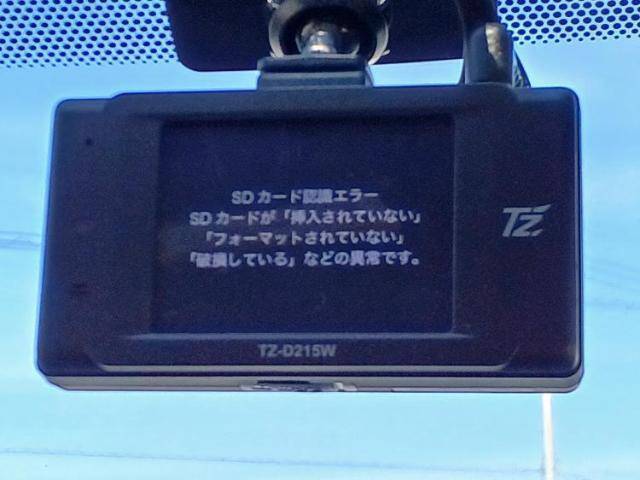 SDカード認識エラー
SDカードが「挿入されていない」
「フォーマットされていない」
「破損している」などの異常です。
TZ
TZ-D215W